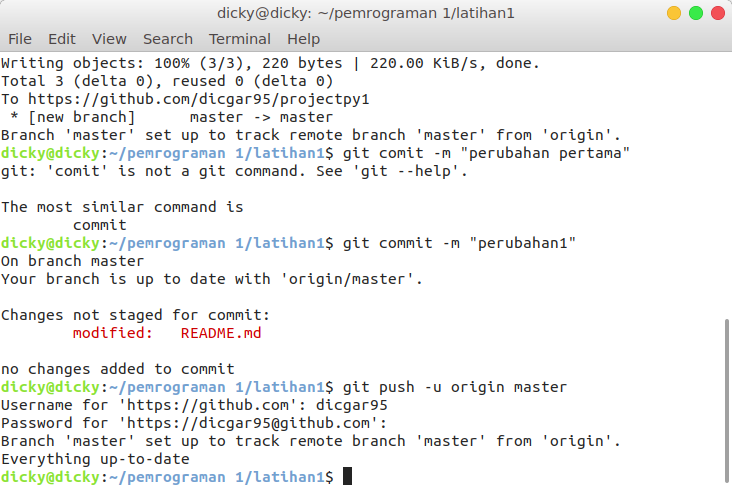 dicky@dicky: ~/pemrograman 1/latihan1
File Edit View Search Terminal Help
Writing objects: 100% (3/3), 220 bytes | 220.00 KiB/s, done.
Total 3 (delta 0), reused 0 (delta 0)
To https://github.com/dicgar95/projectpy1
 * [new branch]      master -> master
Branch 'master' set up to track remote branch 'master' from 'origin'.
dicky@dicky:~/pemrograman 1/latihan1$ git comit -m "perubahan pertama"
git: 'comit' is not a git command. See 'git --help'.

The most similar command is
        commit
dicky@dicky:~/pemrograman 1/latihan1$ git commit -m "perubahan1"
On branch master
Your branch is up to date with 'origin/master'.

Changes not staged for commit:
        modified:   README.md

no changes added to commit
dicky@dicky:~/pemrograman 1/latihan1$ git push -u origin master
Username for 'https://github.com': dicgar95
Password for 'https://dicgar95@github.com':
Branch 'master' set up to track remote branch 'master' from 'origin'.
Everything up-to-date
dicky@dicky:~/pemrograman 1/latihan1$